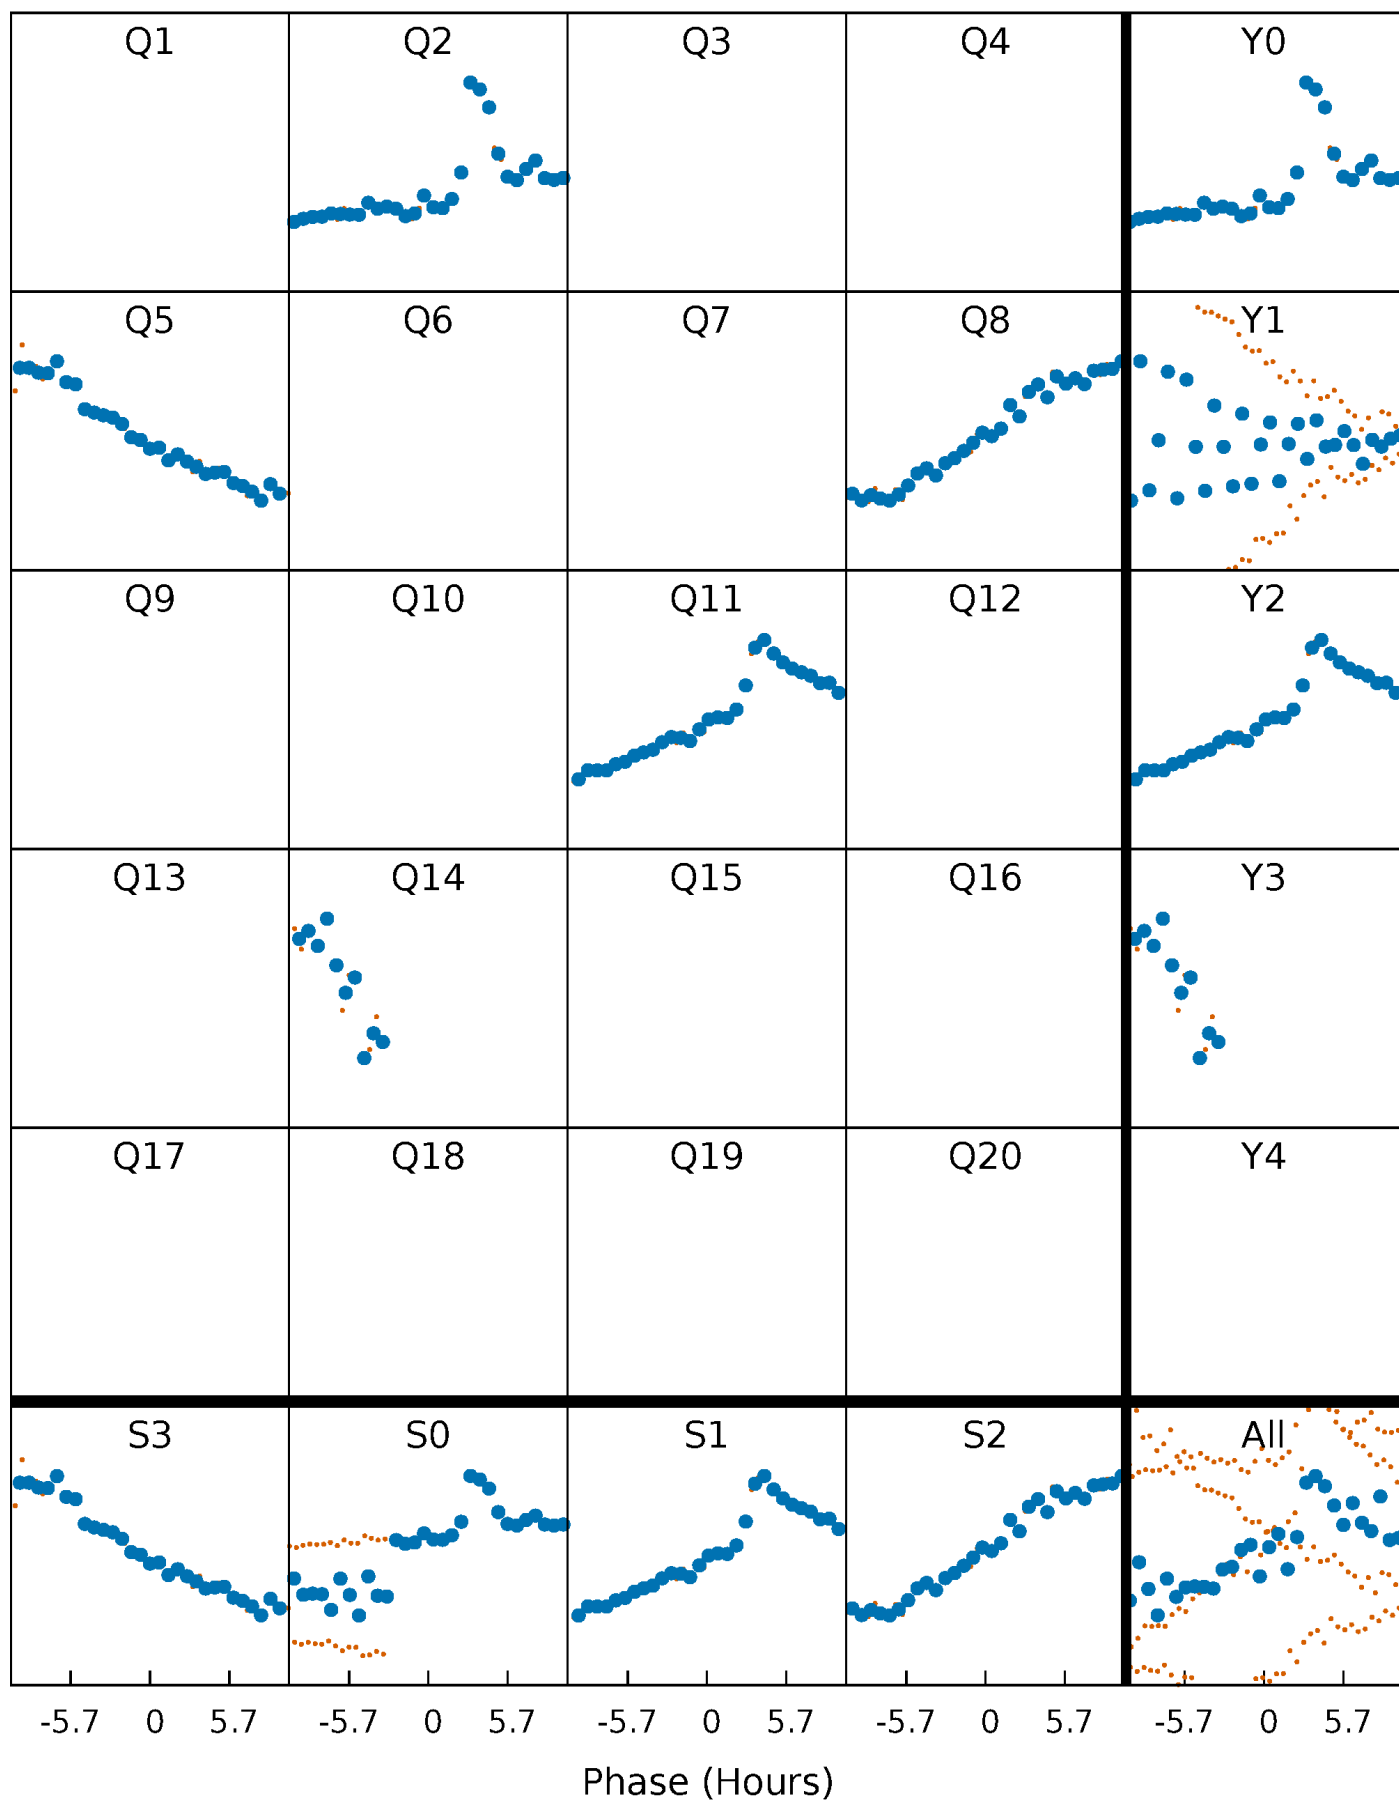 Q1 Q2 Q3 Q4 Y0
Q5 Q6 Q7 Q8 Y1
Q9 Q10 Q11 Q12 Y2
Q13 Q14 Q15 Q16 Y3
Q17 Q18 Q19 Q20 Y4
S3 S0 S1 S2 All
-5.7 0 5.7 -5.7 0 5.7 -5.7 0 5.7 -5.7 0 5.7 -5.7 0 5.7
Phase (Hours)